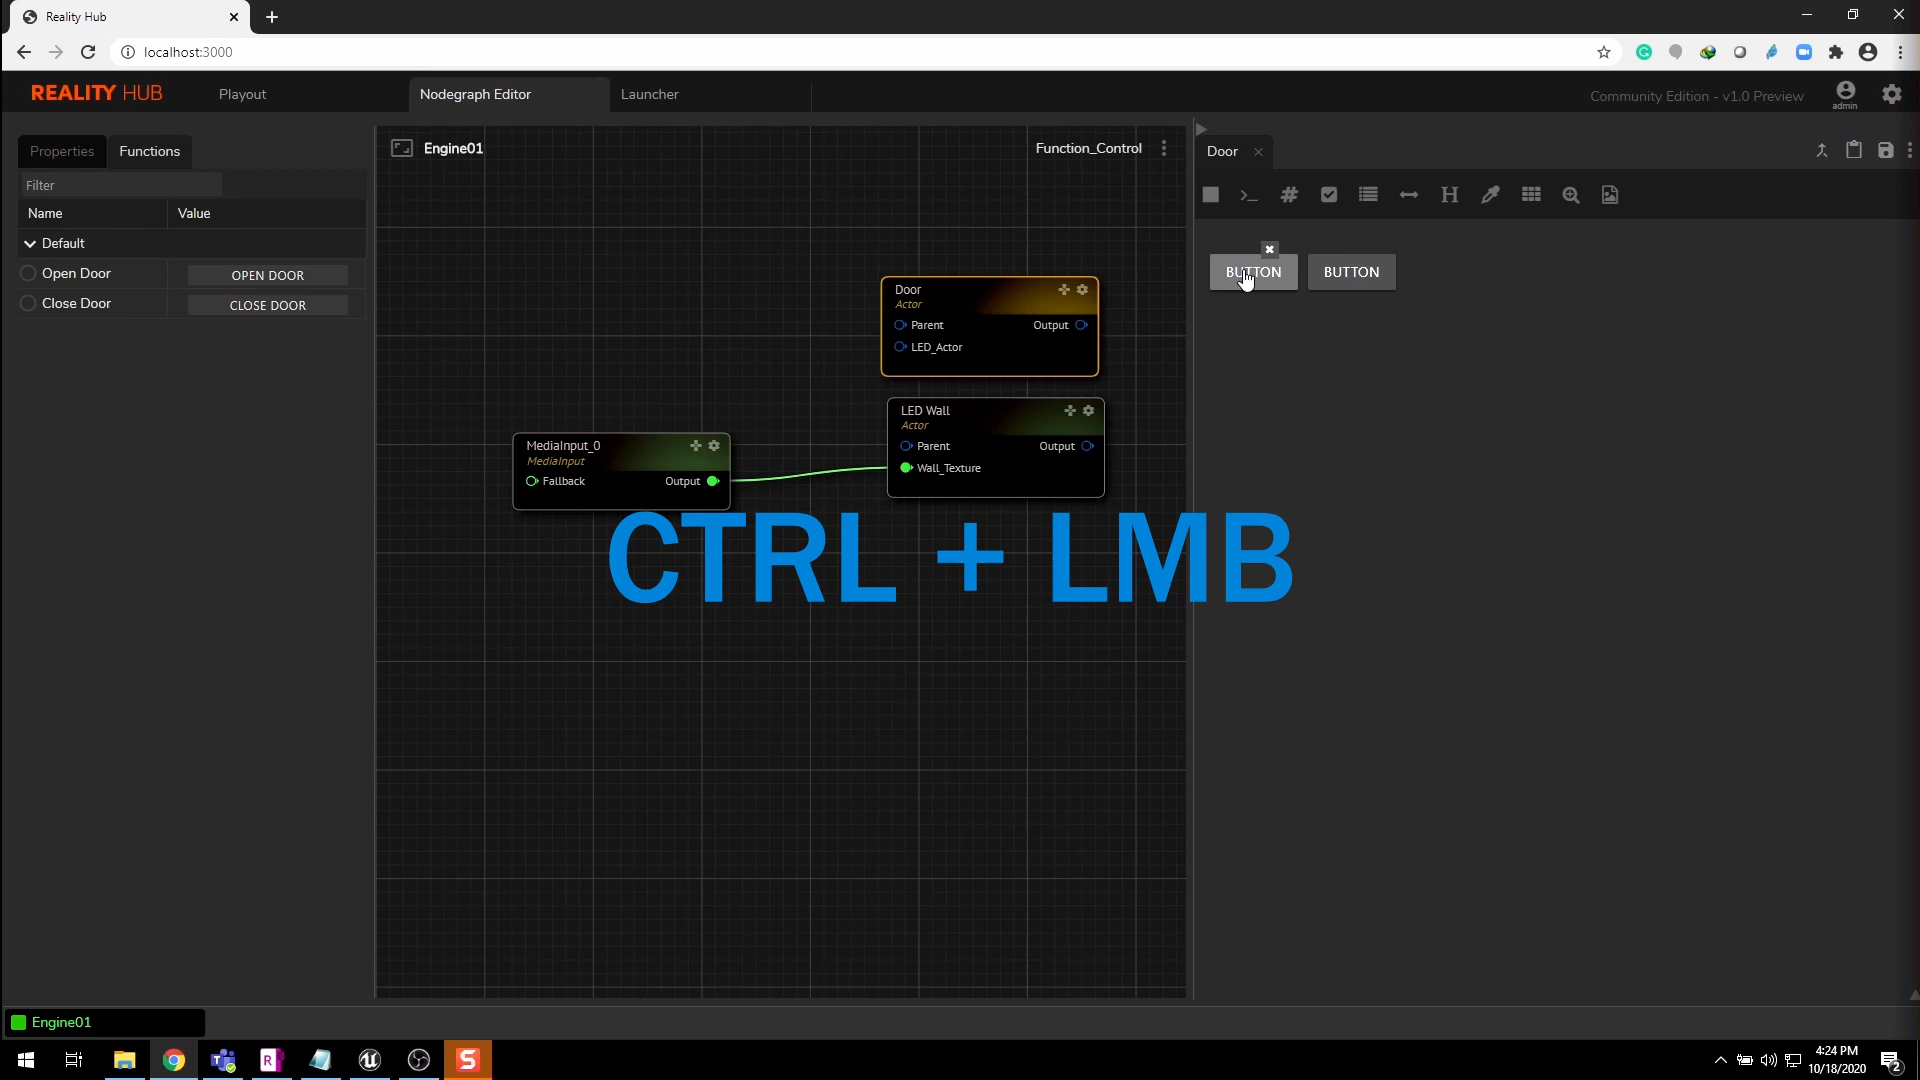 Reality Hub
localhost:3000
REALITY HUB
Playout
Nodegraph Editor
Launcher
Community Edition - v1.0 Preview
admin
Properties
Functions
Filter
Name
Value
Default
Open Door
OPEN DOOR
Close Door
CLOSE DOOR
Engine01
Function_Control
Door
Actor
Parent
Output
LED_Actor
LED Wall
Actor
Parent
Output
Wall_Texture
MediaInput_0
MediaInput
Fallback
Output
CTRL + LMB
Door
BUTTON
BUTTON
Engine01
4:24 PM
10/18/2020
2